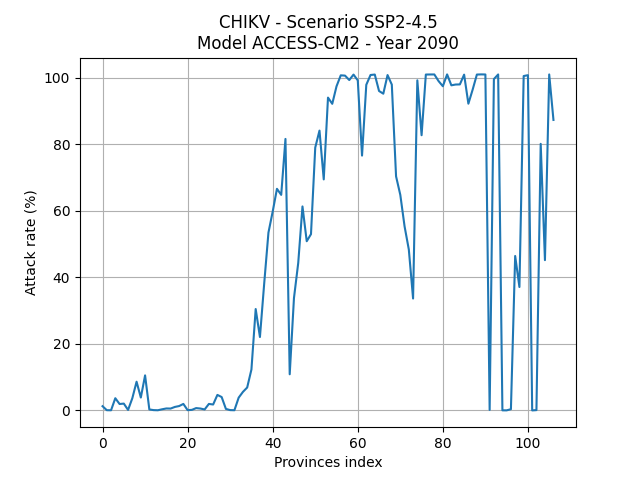 CHIKV - Scenario SSP2-4.5
Model ACCESS-CM2 - Year 2090
Attack rate (%)
100
80
60
40
20
0
0 20 40 60 80 100
Provinces index